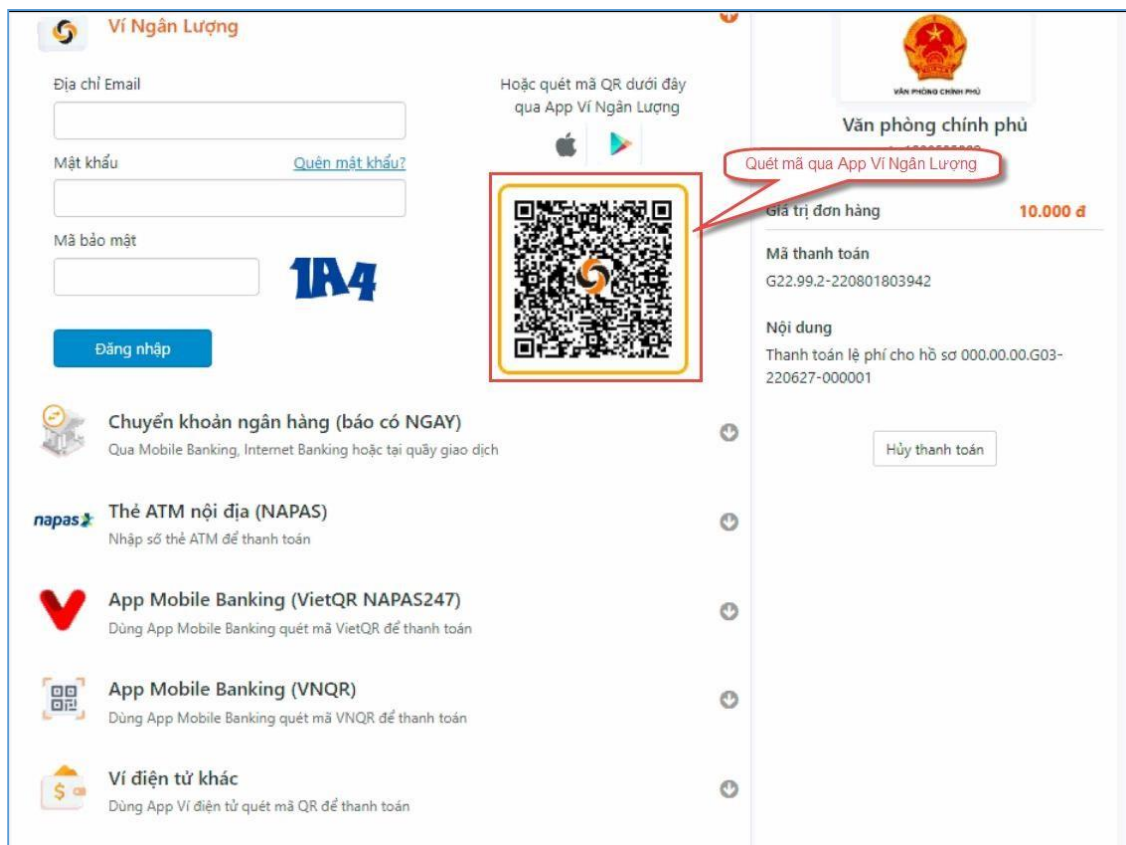 Ví Ngân Lượng
Địa chỉ Email
Mật khẩu
Quên mật khẩu?
Mã bảo mật
1A4
Đăng nhập
Hoặc quét mã QR dưới đây
qua App Ví Ngân Lượng
Quét mã qua App Ví Ngân Lượng
Chuyển khoản ngân hàng (báo có NGAY)
Qua Mobile Banking, Internet Banking hoặc tại quầy giao dịch
napas
Thẻ ATM nội địa (NAPAS)
Nhập số thẻ ATM để thanh toán
App Mobile Banking (VietQR NAPAS247)
Dùng App Mobile Banking quét mã VietQR để thanh toán
App Mobile Banking (VNQR)
Dùng App Mobile Banking quét mã VNQR để thanh toán
Ví điện tử khác
Dùng App Ví điện tử quét mã QR để thanh toán
VĂN PHÒNG CHÍNH PHỦ
Văn phòng chính phủ
Giá trị đơn hàng
10.000 đ
Mã thanh toán
G22.99.2-220801803942
Nội dung
Thanh toán lệ phí cho hồ sơ 000.00.00.G03-
220627-000001
Hủy thanh toán